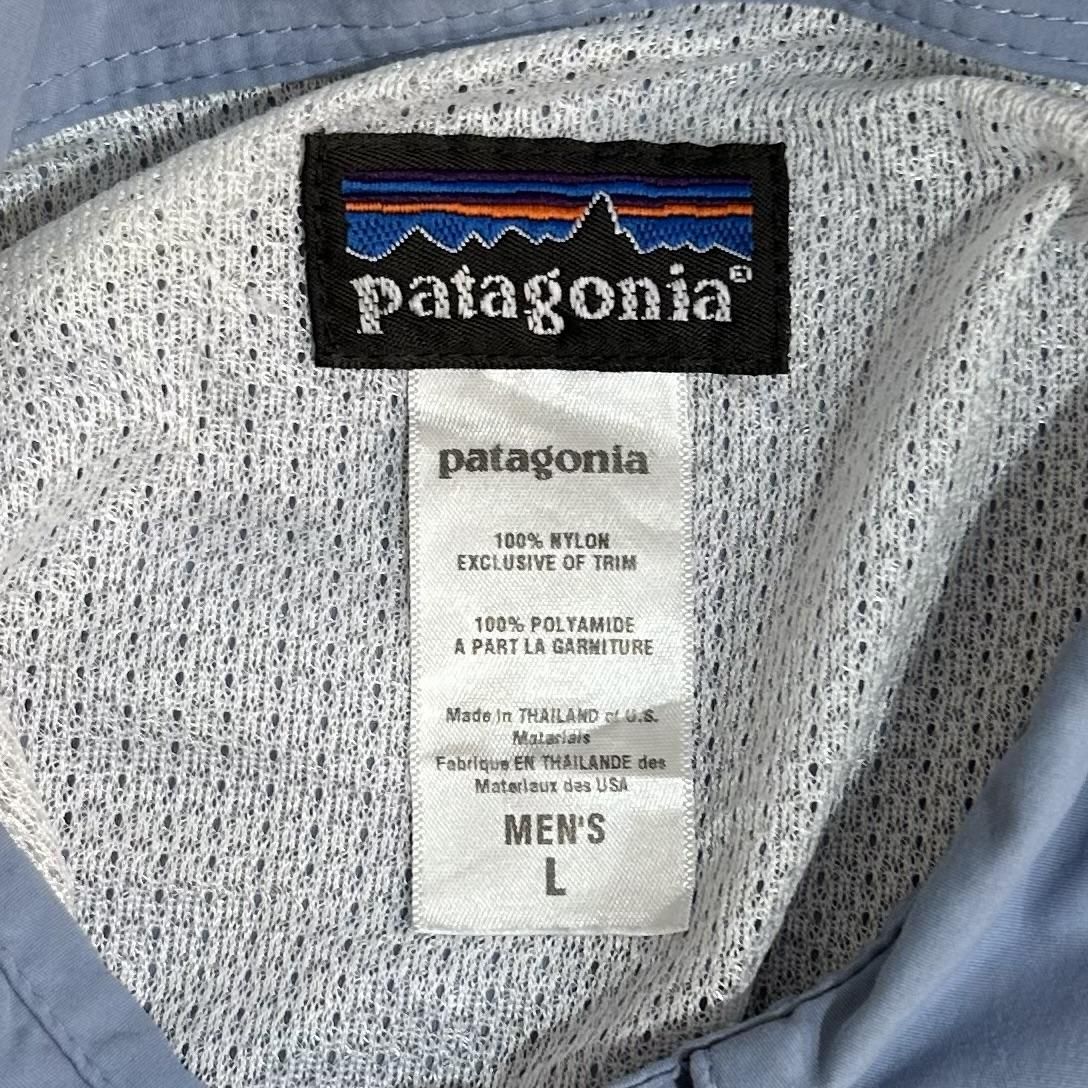 patagonia®
patagonia
100% NYLON
EXCLUSIVE OF TRIM
100% POLYAMIDE
A PART LA GARNITURE
Made in THAILAND of U.S.
Materials
Fabrique EN THAILANDE des
Materiaux des USA
MEN'S
L